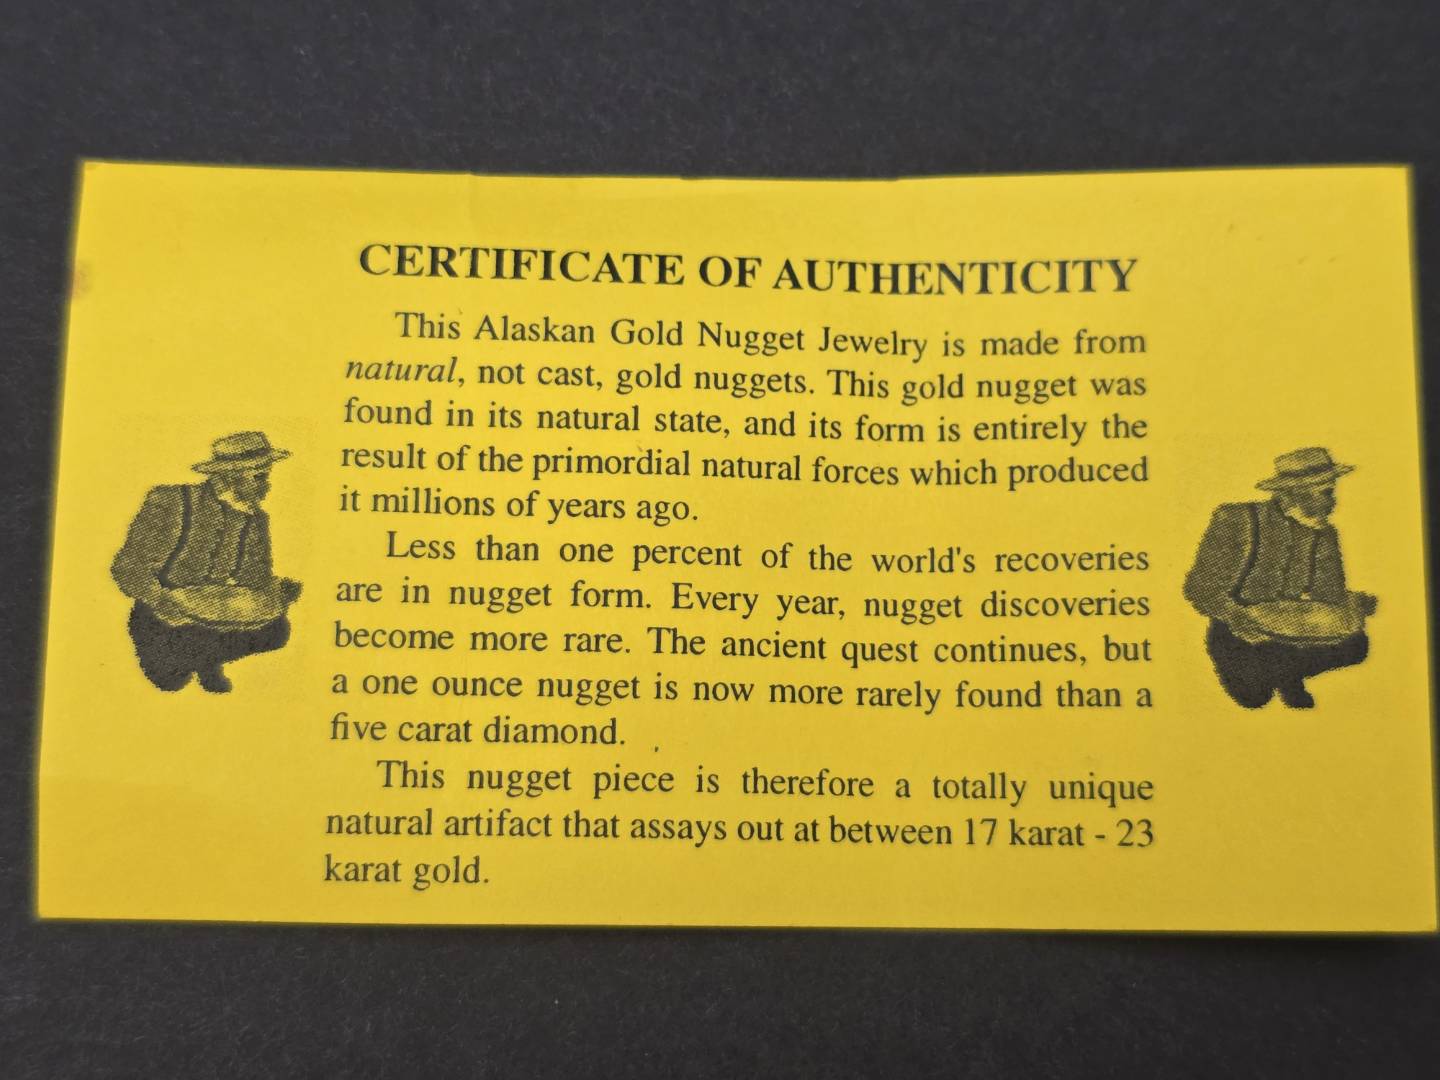 CERTIFICATE OF AUTHENTICITY
This Alaskan Gold Nugget Jewelry is made from
natural, not cast, gold nuggets. This gold nugget was
found in its natural state, and its form is entirely the
result of the primordial natural forces which produced
it millions of years ago.
Less than one percent of the world's recoveries
are in nugget form. Every year, nugget discoveries
become more rare. The ancient quest continues, but
a one ounce nugget is now more rarely found than a
five carat diamond.
This nugget piece is therefore a totally unique
natural artifact that assays out at between 17 karat - 23
karat gold.